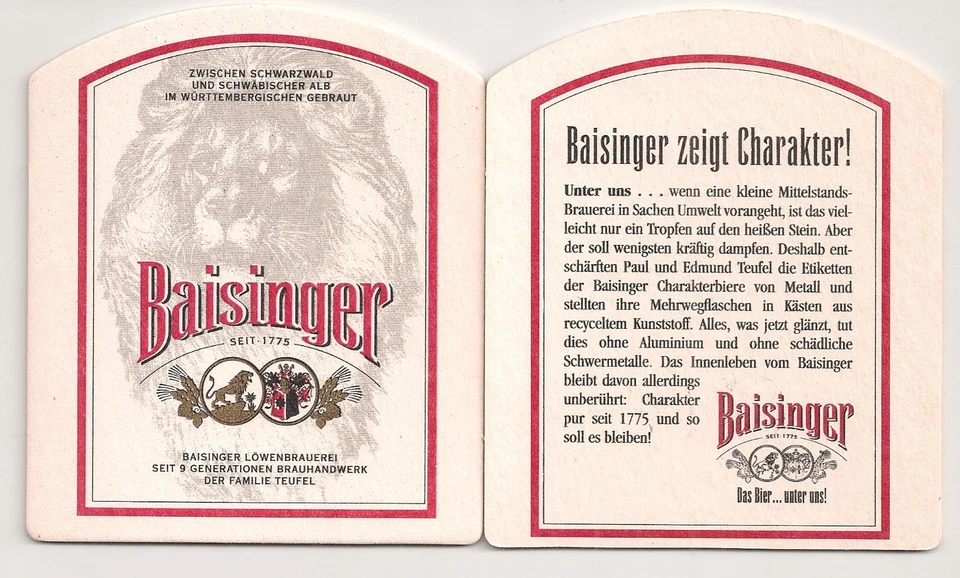 ZWISCHEN SCHWARZWALD
UND SCHWÄBISCHER ALB
IM WÜRTTEMBERGISCHEN GEBRAUT
Baisinger
SEIT·1775
BAISINGER LÖWENBRAUEREI
SEIT 9 GENERATIONEN BRAUHANDWERK
DER FAMILIE TEUFEL
Baisinger zeigt Charakter!
Unter uns . . . wenn eine kleine Mittelstands-
Brauerei in Sachen Umwelt vorangeht, ist das viel-
leicht nur ein Tropfen auf den heißen Stein. Aber
der soll wenigsten kräftig dampfen. Deshalb ent-
schärften Paul und Edmund Teufel die Etiketten
der Baisinger Charakterbiere von Metall und
stellten ihre Mehrwegflaschen in Kästen aus
recyceltem Kunststoff. Alles, was jetzt glänzt, tut
dies ohne Aluminium und ohne schädliche
Schwermetalle. Das Innenleben vom Baisinger
bleibt davon allerdings
unberührt: Charakter
pur seit 1775 und so
soll es bleiben!
Baisinger
SEIT·1775
Das Bier... unter uns!